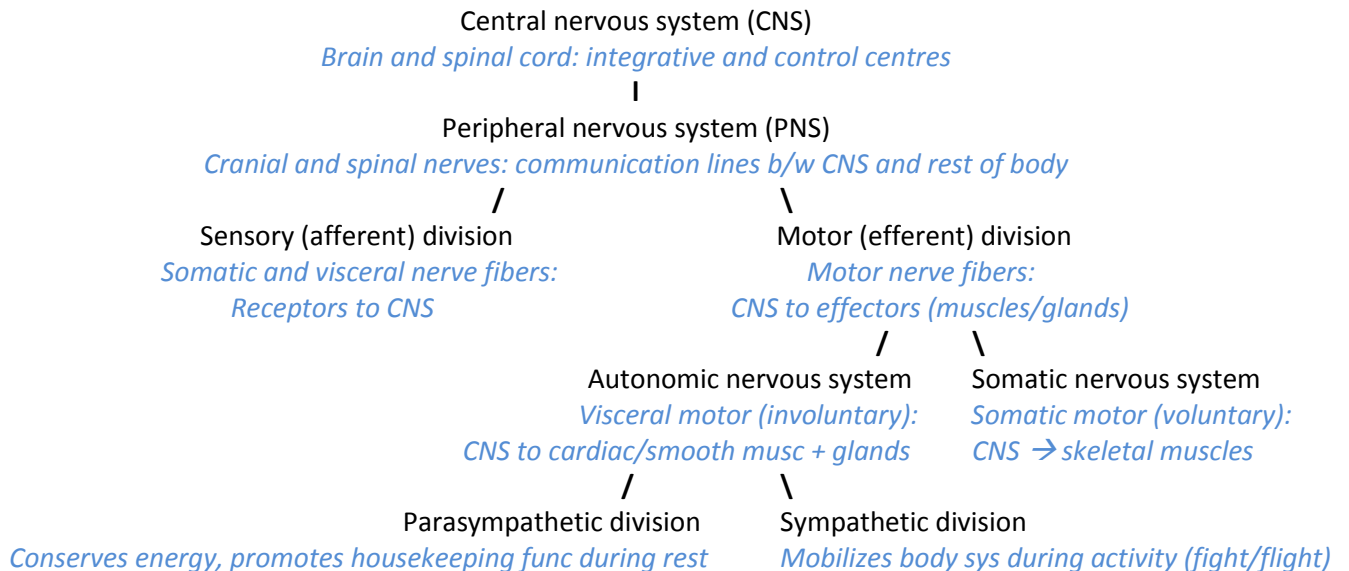 Central nervous system (CNS)
Brain and spinal cord: integrative and control centres
I
Peripheral nervous system (PNS)
Cranial and spinal nerves: communication lines b/w CNS and rest of body
/ \
Sensory (afferent) division Motor (efferent) division
Somatic and visceral nerve fibers: Motor nerve fibers:
Receptors to CNS CNS to effectors (muscles/glands)
/ \
Autonomic nervous system Somatic nervous system
Visceral motor (involuntary): Somatic motor (voluntary):
CNS to cardiac/smooth musc + glands CNS → skeletal muscles
/ \
Parasympathetic division Sympathetic division
Conserves energy, promotes housekeeping func during rest Mobilizes body sys during activity (fight/flight)